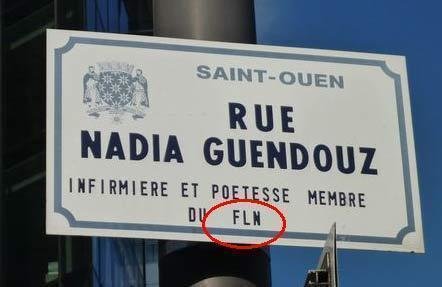 SAINT-OUEN
RUE
NADIA GUENDOUZ
INFIRMIERE ET POETESSE MEMBRE
DU FLN